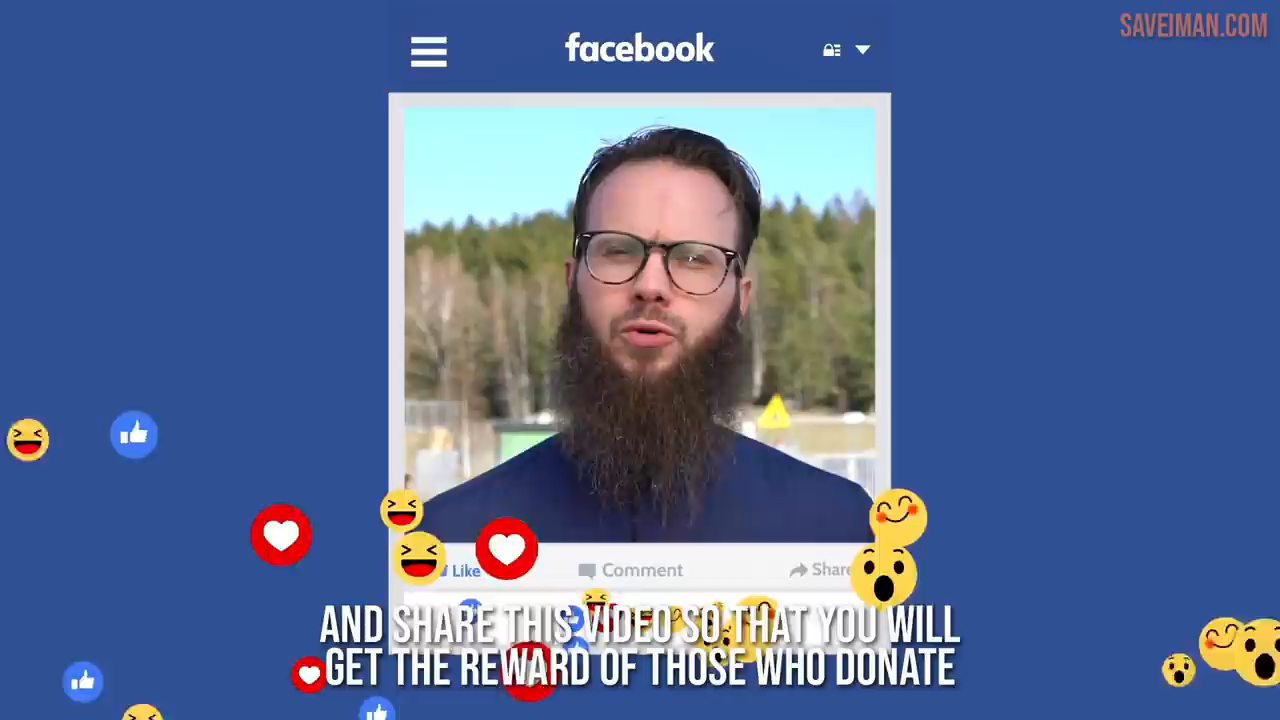 SAVEIMAN.COM
facebook
Like
Comment
Share
AND SHARE THIS VIDEO SO THAT YOU WILL
GET THE REWARD OF THOSE WHO DONATE